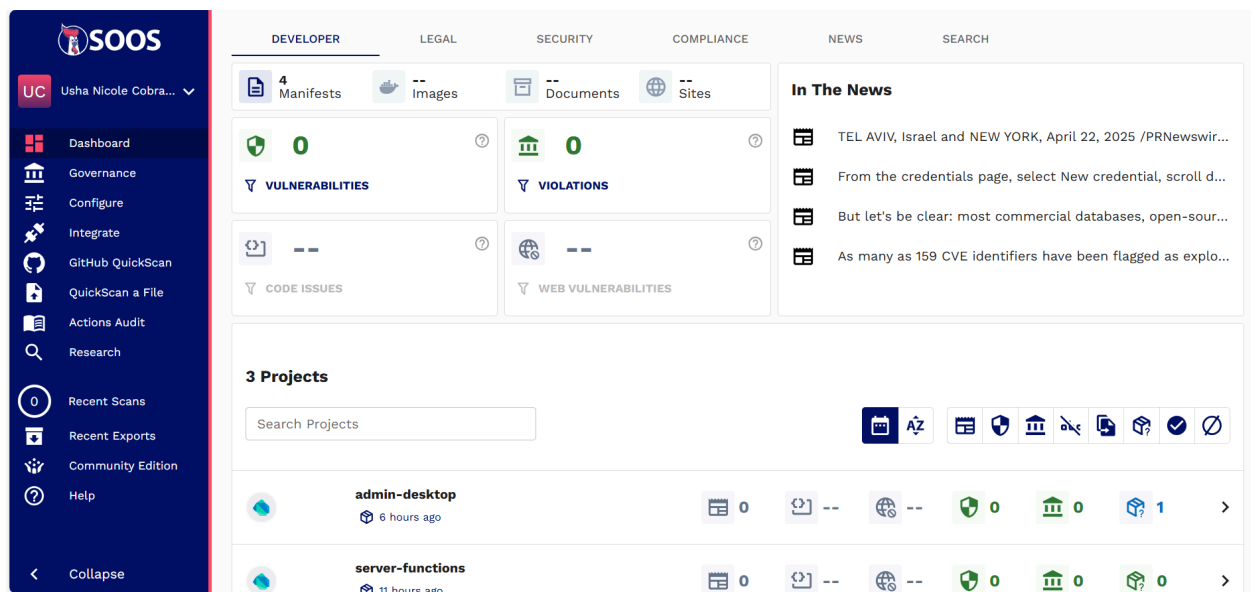 SOOS
UC
Usha Nicole Cobra...
Dashboard
Governance
Configure
Integrate
GitHub QuickScan
QuickScan a File
Actions Audit
Research
0
Recent Scans
Recent Exports
Community Edition
Help
Collapse
DEVELOPER
LEGAL
SECURITY
COMPLIANCE
NEWS
SEARCH
4
Manifests
--
Images
--
Documents
--
Sites
0
VULNERABILITIES
0
VIOLATIONS
--
CODE ISSUES
--
WEB VULNERABILITIES
In The News
TEL AVIV, Israel and NEW YORK, April 22, 2025 /PRNewswir...
From the credentials page, select New credential, scroll d...
But let's be clear: most commercial databases, open-sour...
As many as 159 CVE identifiers have been flagged as explo...
3 Projects
Search Projects
AZ
abc
admin-desktop
6 hours ago
0 -- -- 0 0 1
server-functions
11 hours ago
0 -- -- 0 0 0